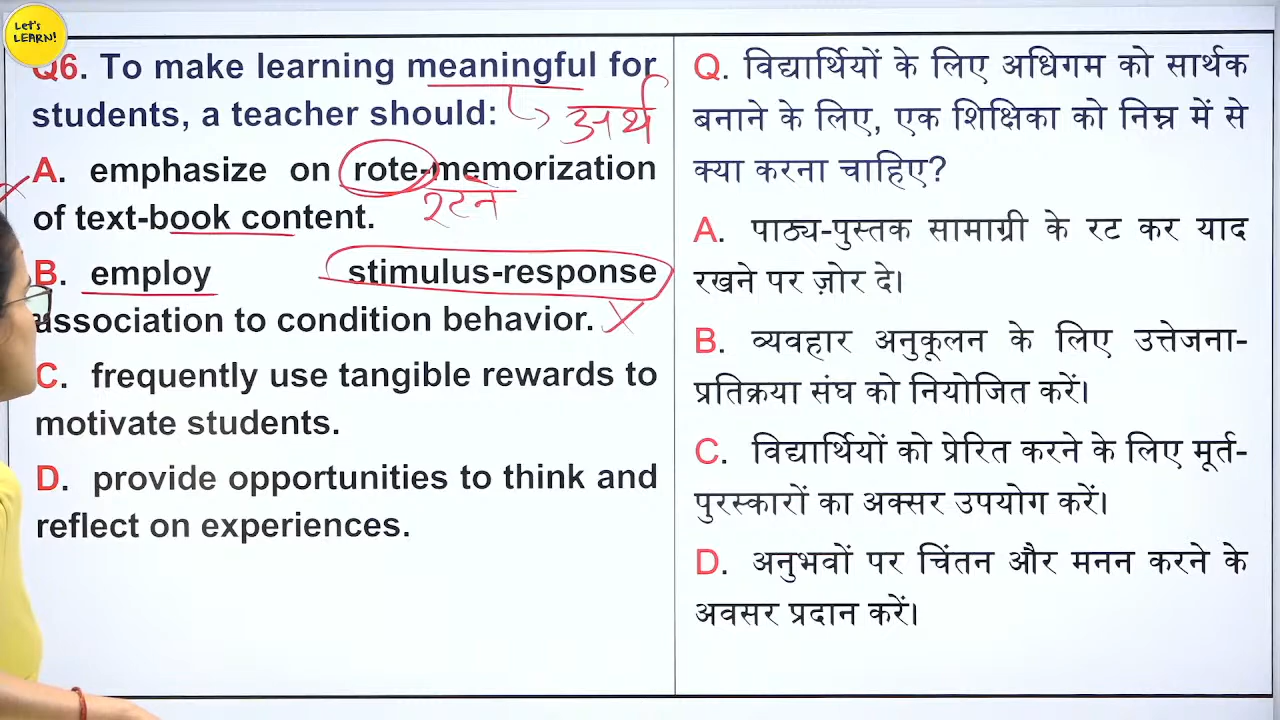 Let's
LEARN!
Q6. To make learning meaningful for
students, a teacher should:
अर्थ
A. emphasize on rote-memorization
of text-book content.
रटन
B. employ stimulus-response
association to condition behavior.
C. frequently use tangible rewards to
motivate students.
D. provide opportunities to think and
reflect on experiences.
Q. विद्यार्थियों के लिए अधिगम को सार्थक
बनाने के लिए, एक शिक्षिका को निम्न में से
क्या करना चाहिए?
A. पाठ्य-पुस्तक सामाग्री के रट कर याद
रखने पर ज़ोर दे।
B. व्यवहार अनुकूलन के लिए उत्तेजना-
प्रतिक्रया संघ को नियोजित करें।
C. विद्यार्थियों को प्रेरित करने के लिए मूर्त-
पुरस्कारों का अक्सर उपयोग करें।
D. अनुभवों पर चिंतन और मनन करने के
अवसर प्रदान करें।